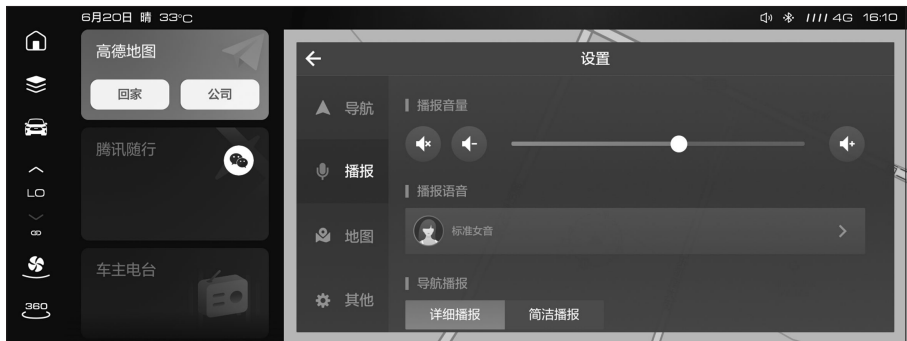 6月20日 晴 33℃
4G 16:10
高德地图
回家
公司
腾讯随行
车主电台
LO
360
设置
导航
播报
地图
其他
播报音量
播报语音
标准女音
导航播报
详细播报
简洁播报